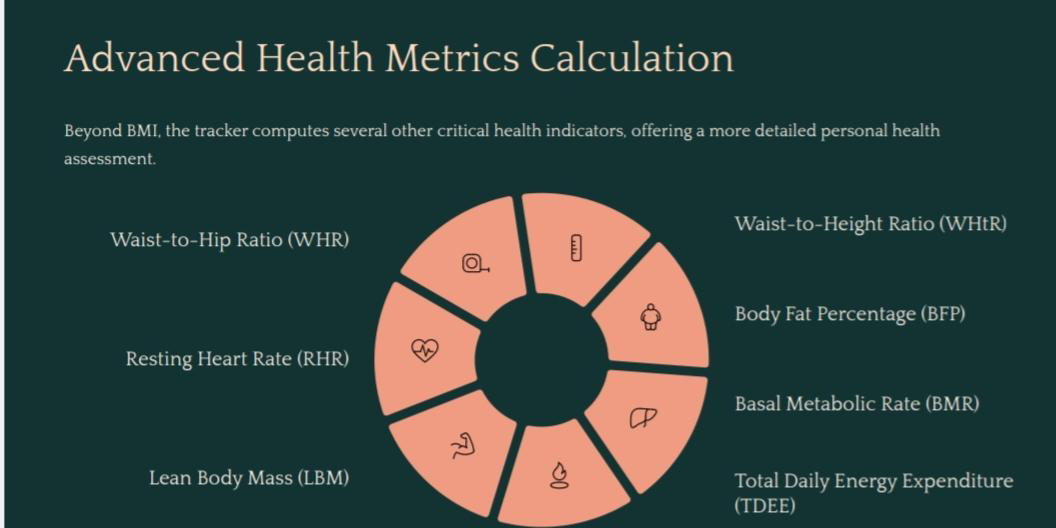 Advanced Health Metrics Calculation
Beyond BMI, the tracker computes several other critical health indicators, offering a more detailed personal health
assessment.
Waist-to-Hip Ratio (WHR)
Resting Heart Rate (RHR)
Lean Body Mass (LBM)
Waist-to-Height Ratio (WHtR)
Body Fat Percentage (BFP)
Basal Metabolic Rate (BMR)
Total Daily Energy Expenditure
(TDEE)